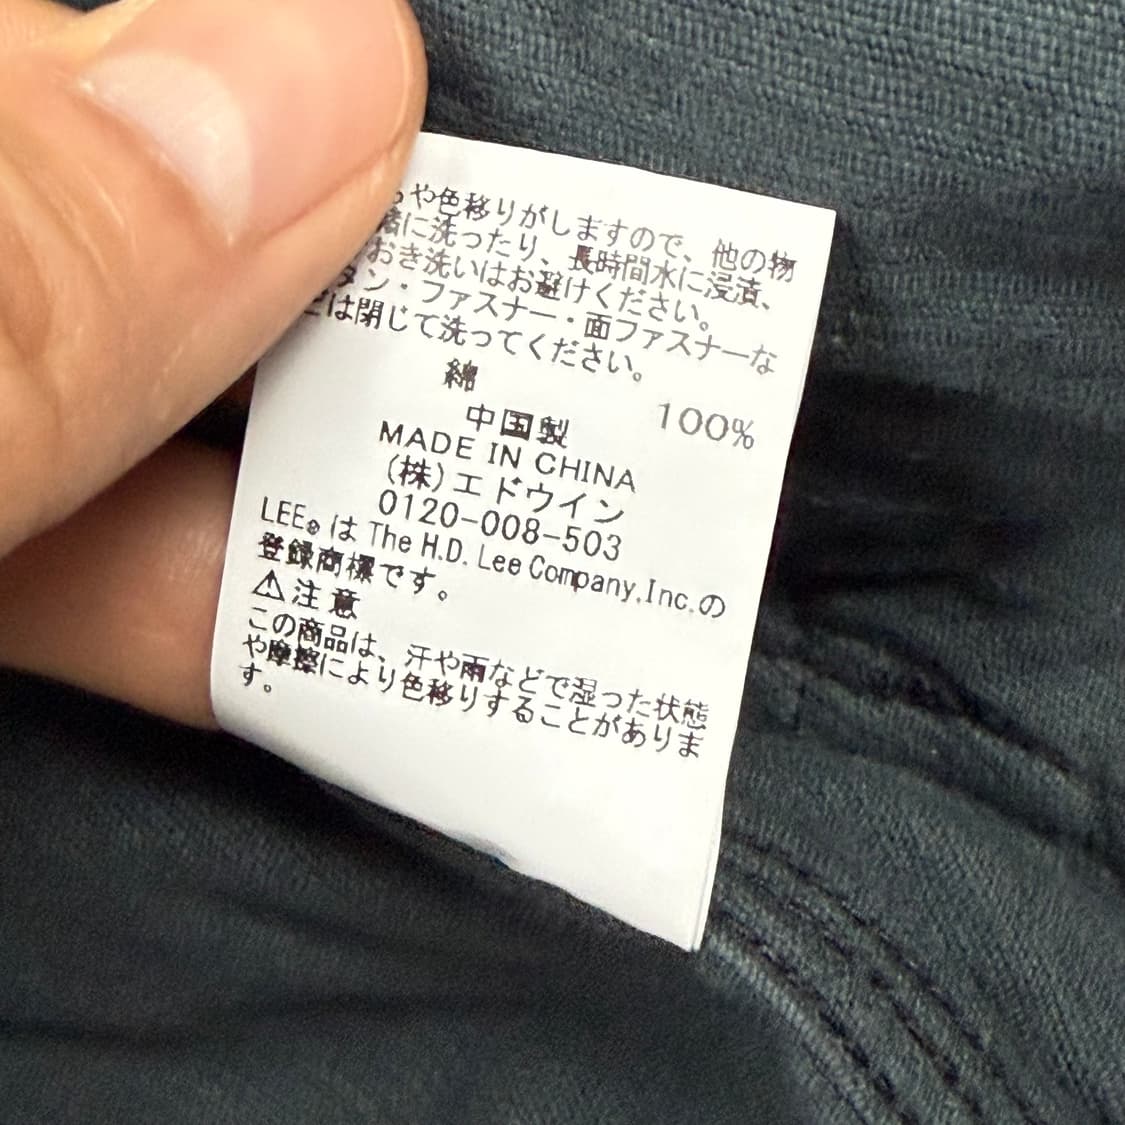 や色移りがしますので、他の物
に洗ったり、長時間水に浸漬、
おき洗いはお避けください。
タン・ファスナー・面ファスナーな
は閉じて洗ってください。
綿 100%
中国製
MADE IN CHINA
(株)エドウイン
0120-008-503
LEE®は The H.D. Lee Company,Inc.の
登録商標です。
⚠注意
この商品は、汗や雨などで湿った状態
や摩擦により色移りすることがありま
す。